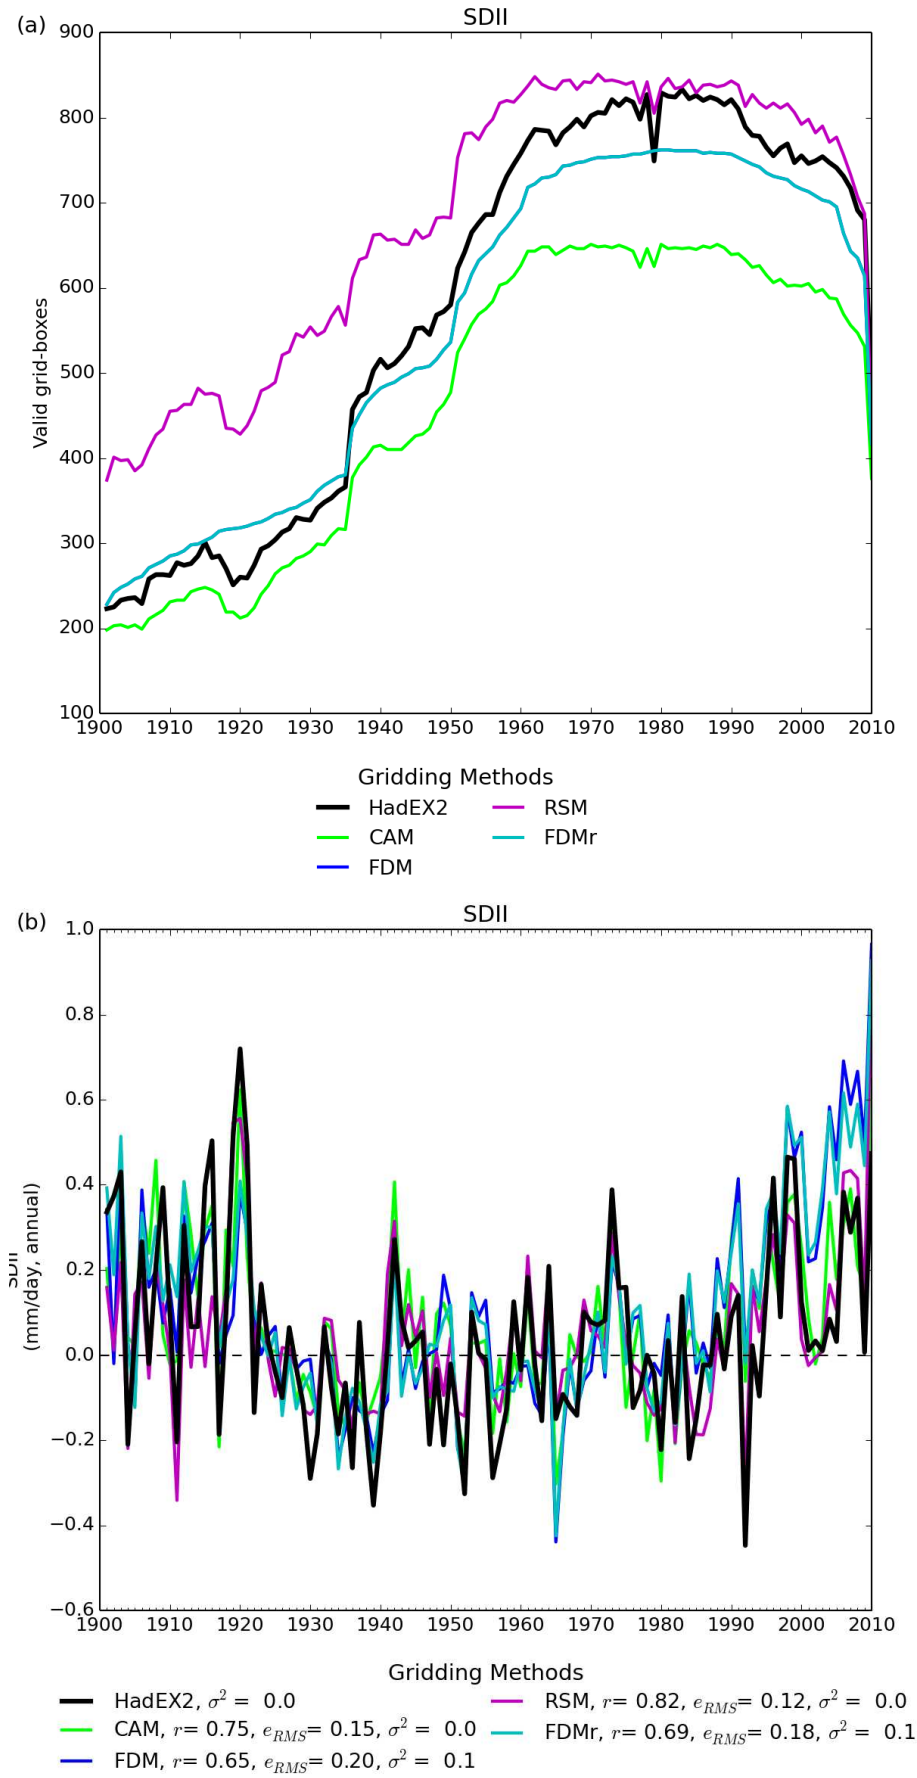 (a)
SDII
900
800
700
600
500
400
300
200
100
Valid grid-boxes
1900 1910 1920 1930 1940 1950 1960 1970 1980 1990 2000 2010
Gridding Methods
HadEX2 RSM
CAM FDMr
FDM
(b)
SDII
1.0
0.8
0.6
0.4
0.2
0.0
−0.2
−0.4
−0.6
SDII
(mm/day, annual)
1900 1910 1920 1930 1940 1950 1960 1970 1980 1990 2000 2010
Gridding Methods
HadEX2, σ² = 0.0 RSM, r= 0.82, e_RMS= 0.12, σ² = 0.0
CAM, r= 0.75, e_RMS= 0.15, σ² = 0.0 FDMr, r= 0.69, e_RMS= 0.18, σ² = 0.1
FDM, r= 0.65, e_RMS= 0.20, σ² = 0.1